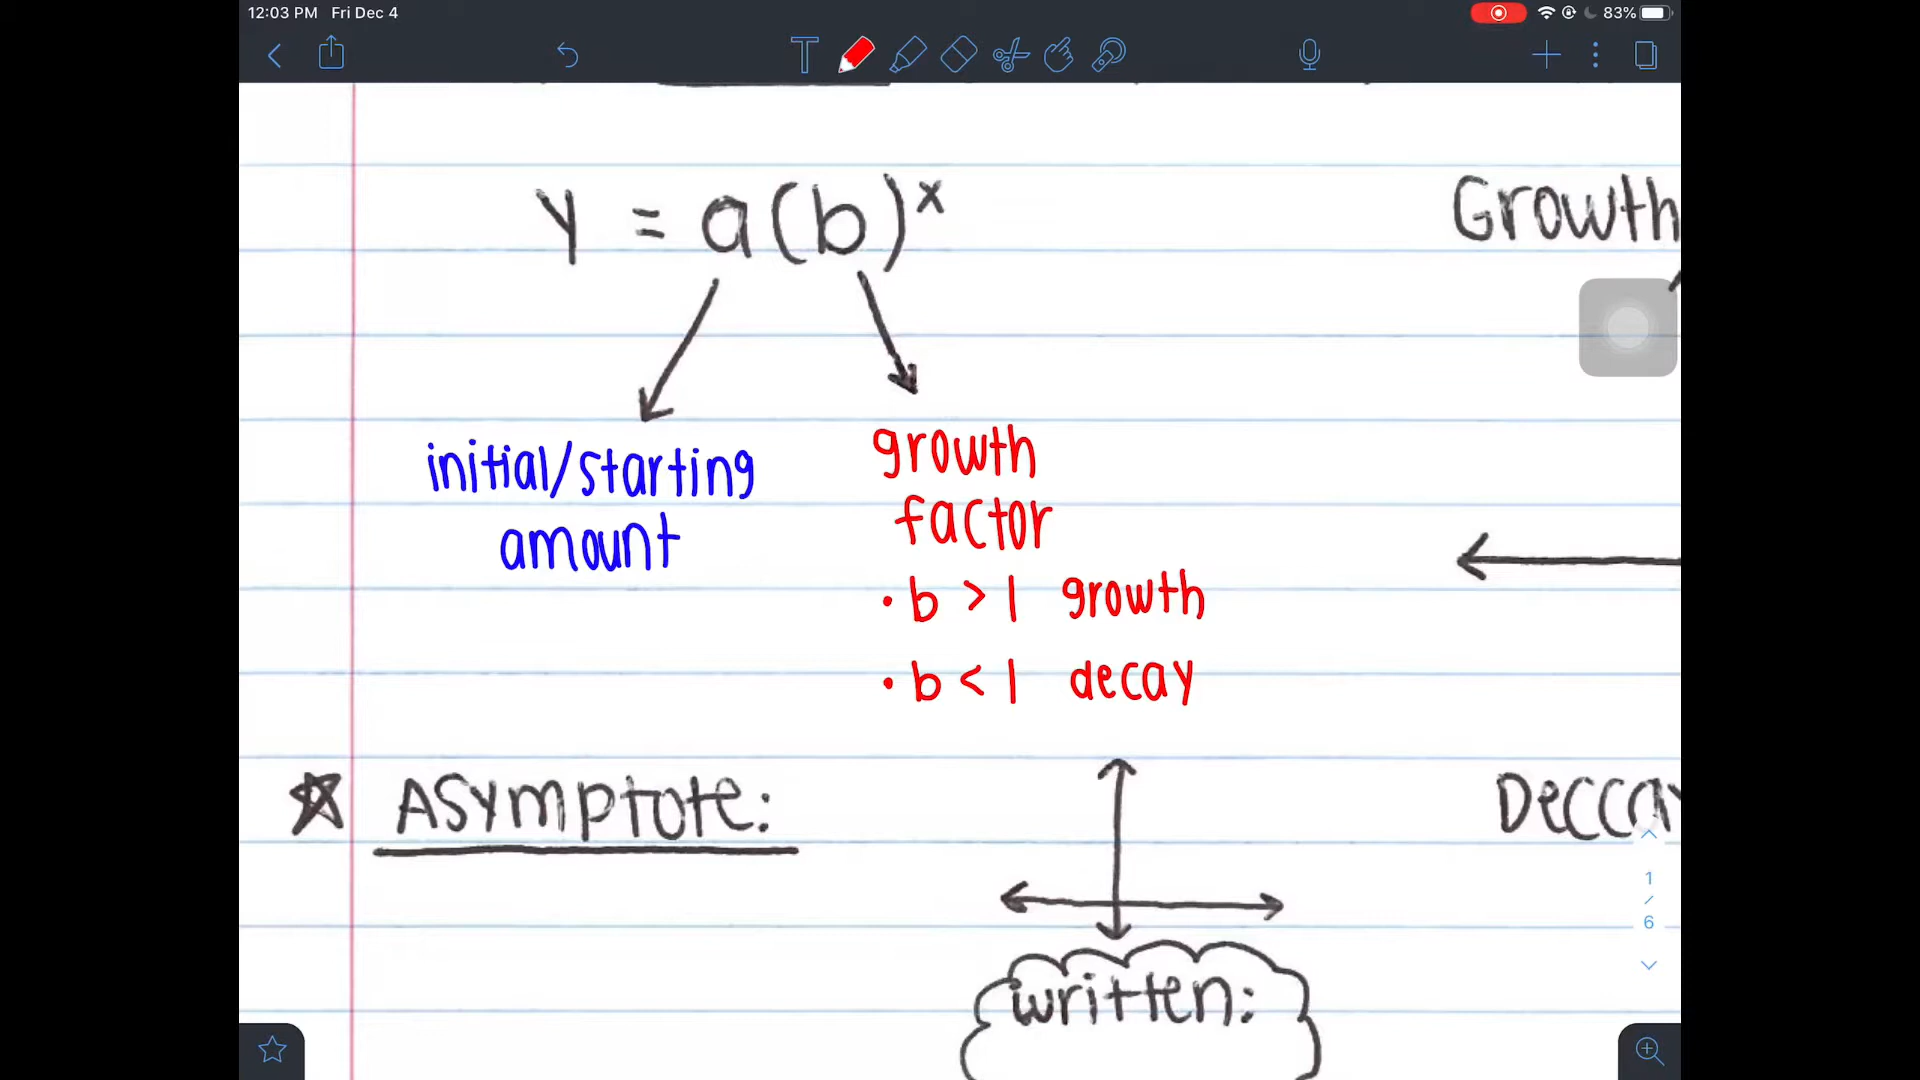 12:03 PM Fri Dec 4
83%
y = a(b)ˣ
Growth
initial/starting
amount
growth
factor
• b > 1 growth
• b < 1 decay
Asymptote:
Deccay
written:
1
/
6